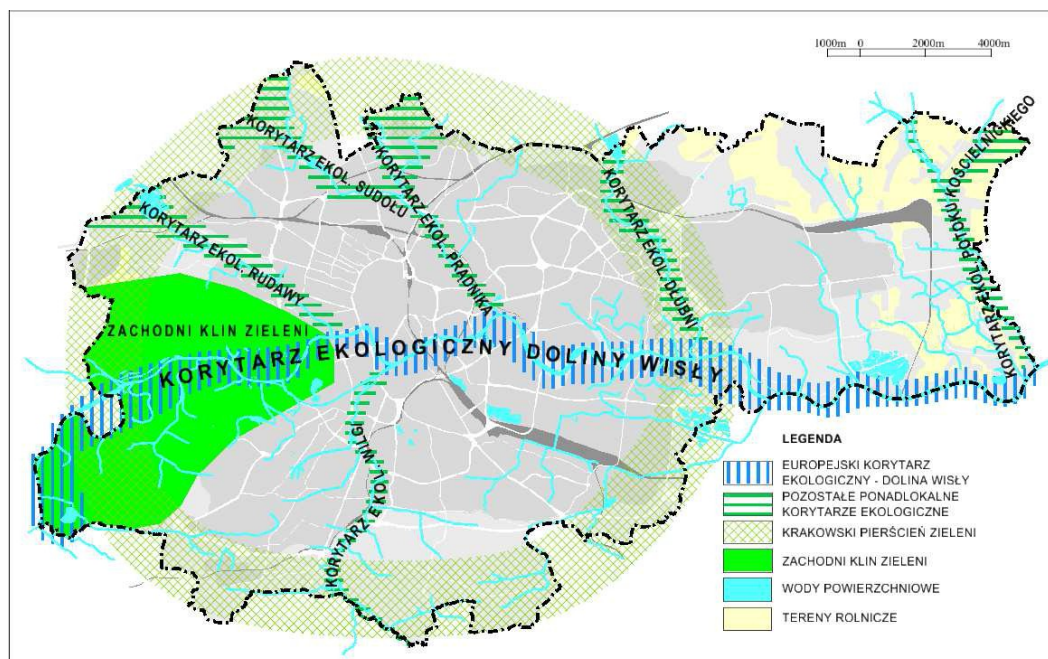 1000m 0 2000m 4000m
KORYTARZ EKOL. SUDOŁU
KORYTARZ EKOL. PRĄDNIKA
KORYTARZ EKOL. RUDAWY
KORYTARZ EKOL. DŁUBNI
KORYTARZ EKOL. POTOKU KOŚCIELNICKIEGO
ZACHODNI KLIN ZIELENI
KORYTARZ EKOLOGICZNY DOLINY WISŁY
KORYTARZ EKOL. WILGI
LEGENDA
EUROPEJSKI KORYTARZ
EKOLOGICZNY - DOLINA WISŁY
POZOSTAŁE PONADLOKALNE
KORYTARZE EKOLOGICZNE
KRAKOWSKI PIERŚCIEŃ ZIELENI
ZACHODNI KLIN ZIELENI
WODY POWIERZCHNIOWE
TERENY ROLNICZE